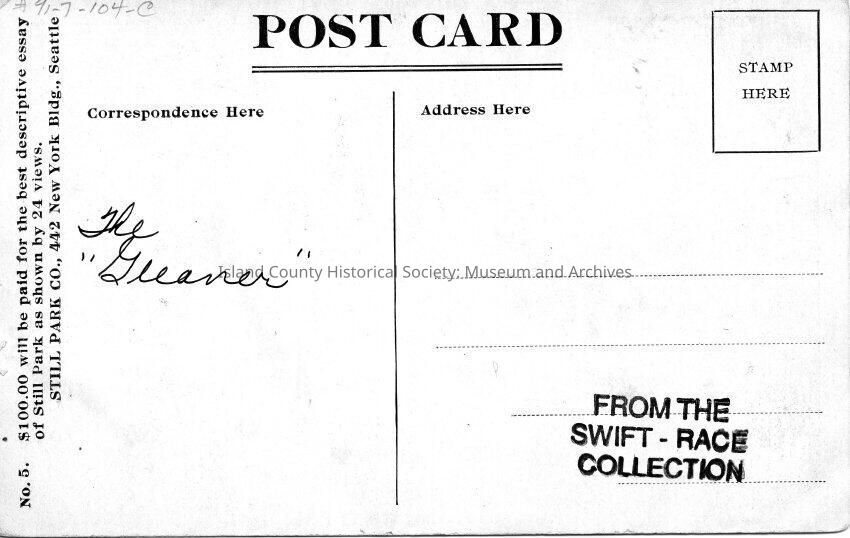 91-7-104-C
POST CARD
STAMP
HERE
Correspondence Here
Address Here
The
"Gleaner"
Island County Historical Society: Museum and Archives
FROM THE
SWIFT - RACE
COLLECTION
No. 5. $100.00 will be paid for the best descriptive essay
of Still Park as shown by 24 views.
STILL PARK CO., 442 New York Bldg., Seattle